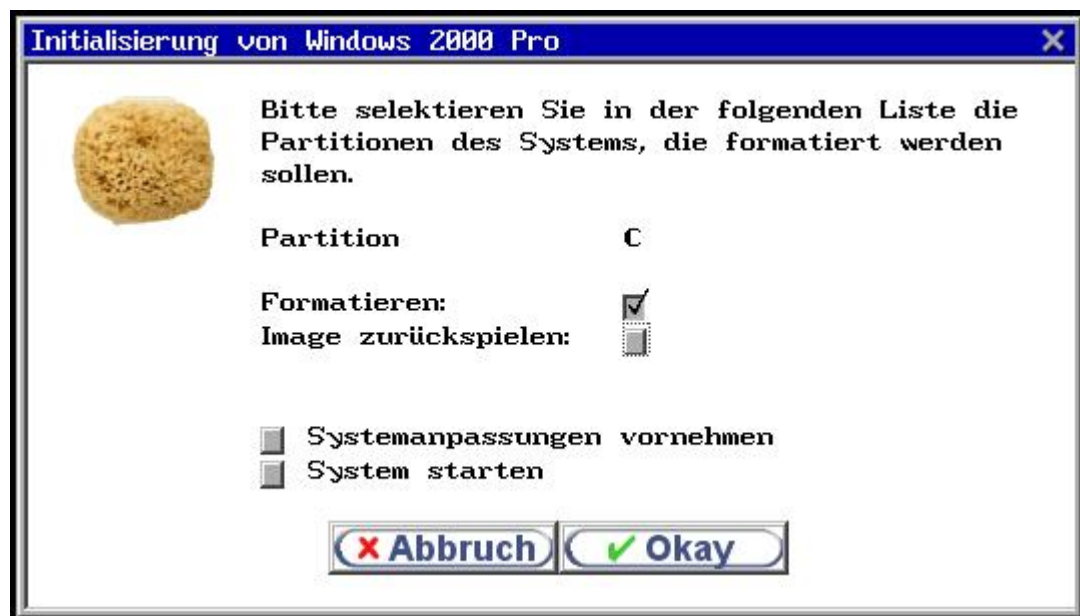 Initialisierung von Windows 2000 Pro
Bitte selektieren Sie in der folgenden Liste die
Partitionen des Systems, die formatiert werden
sollen.
Partition C
Formatieren:
Image zurückspielen:
Systemanpassungen vornehmen
System starten
Abbruch Okay